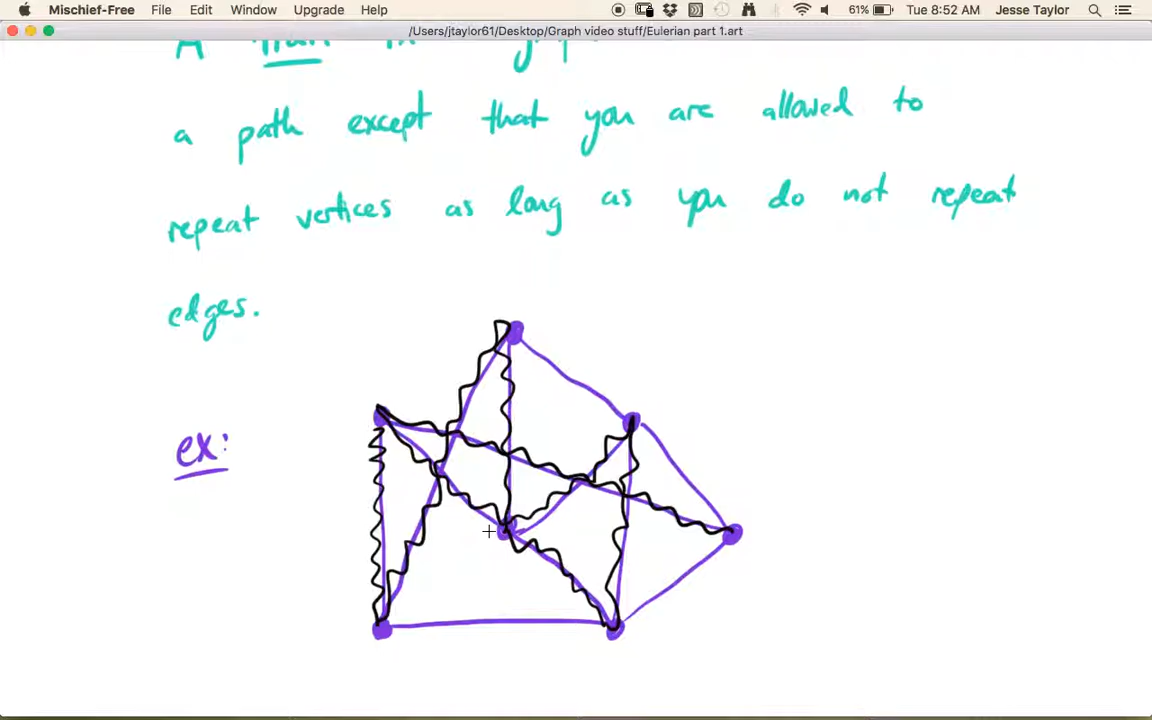 Mischief-Free File Edit Window Upgrade Help 61% Tue 8:52 AM Jesse Taylor
/Users/jtaylor61/Desktop/Graph video stuff/Eulerian part 1.art
a path except that you are allowed to
repeat vertices as long as you do not repeat
edges.
ex: